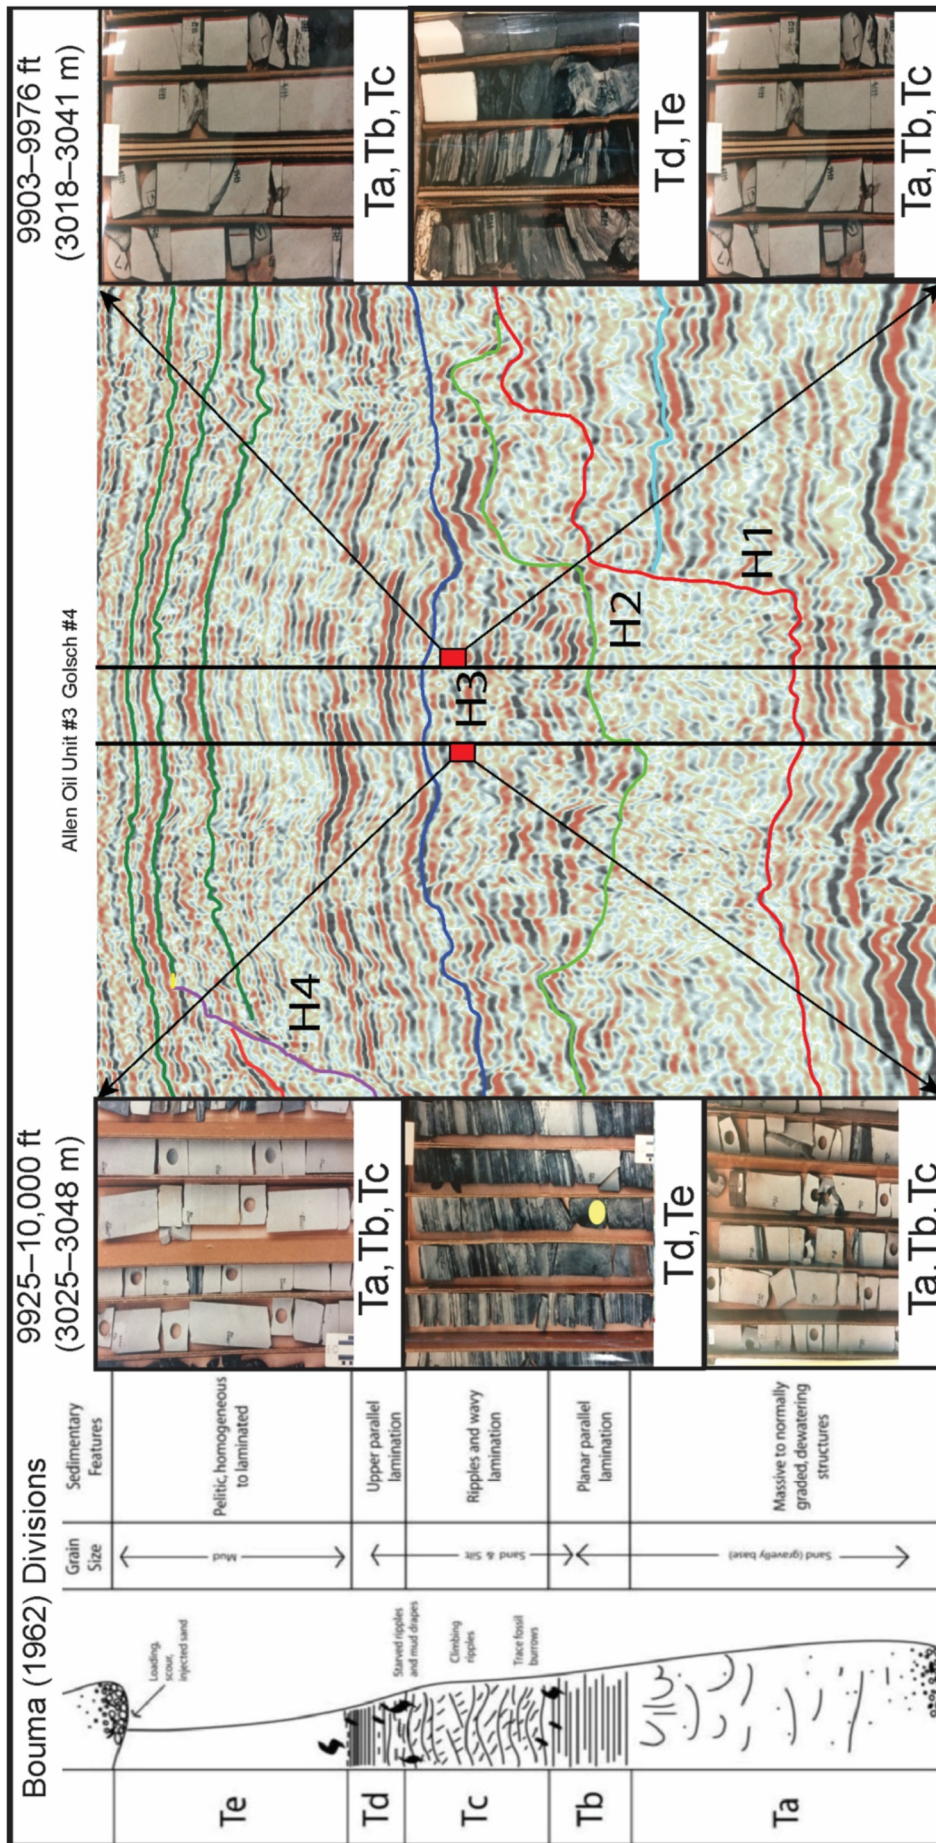 Bouma (1962) Divisions
Grain
Size
Sedimentary
Features
Te
Td
Tc
Tb
Ta
Loading,
scour,
injected sand
Starved ripples
and mud drapes
Climbing
ripples
Trace fossil
burrows
Mud
Sand & Silt
Sand (gravelly base)
Pelitic, homogeneous
to laminated
Upper parallel
lamination
Ripples and wavy
lamination
Planar parallel
lamination
Massive to normally
graded, dewatering
structures
9925–10,000 ft
(3025–3048 m)
Ta, Tb, Tc
Td, Te
Ta, Tb, Tc
Allen Oil Unit #3 Golsch #4
H4
H3
H2
H1
9903–9976 ft
(3018–3041 m)
Ta, Tb, Tc
Td, Te
Ta, Tb, Tc